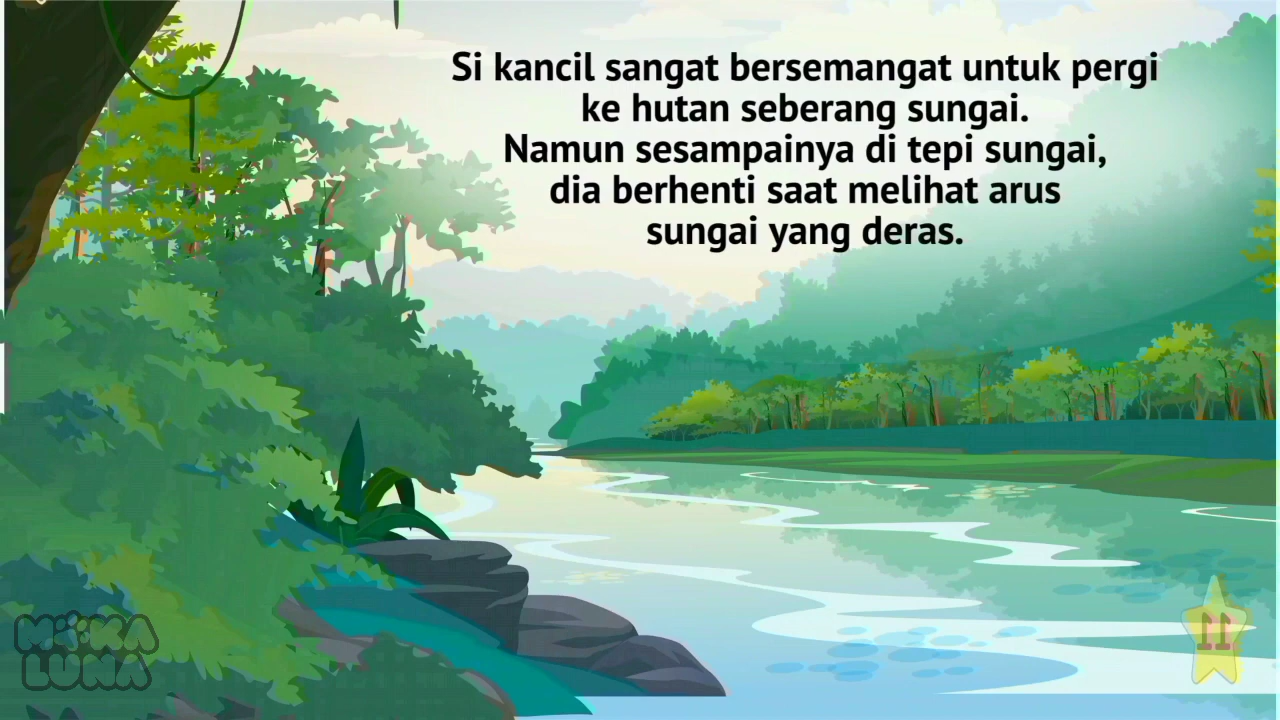 Si kancil sangat bersemangat untuk pergi
ke hutan seberang sungai.
Namun sesampainya di tepi sungai,
dia berhenti saat melihat arus
sungai yang deras.
MOKA
LUNA
11